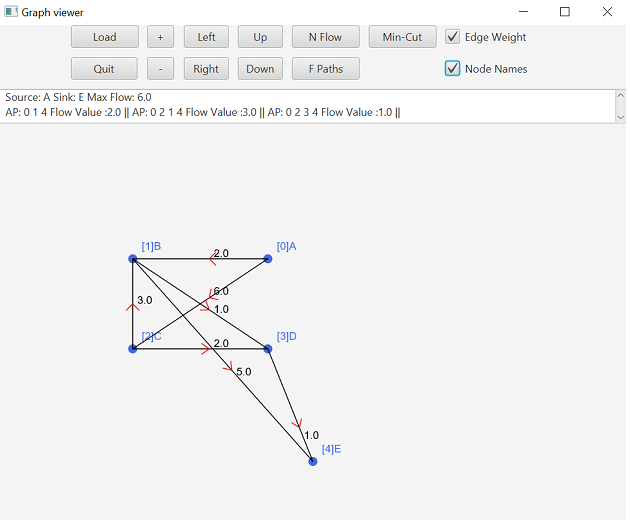 Graph viewer
Load + Left Up N Flow Min-Cut Edge Weight
Quit - Right Down F Paths Node Names
Source: A Sink: E Max Flow: 6.0
AP: 0 1 4 Flow Value :2.0 || AP: 0 2 1 4 Flow Value :3.0 || AP: 0 2 3 4 Flow Value :1.0 ||
[1]B [0]A
2.0
6.0
3.0
1.0
[2]C [3]D
2.0
5.0
1.0
[4]E